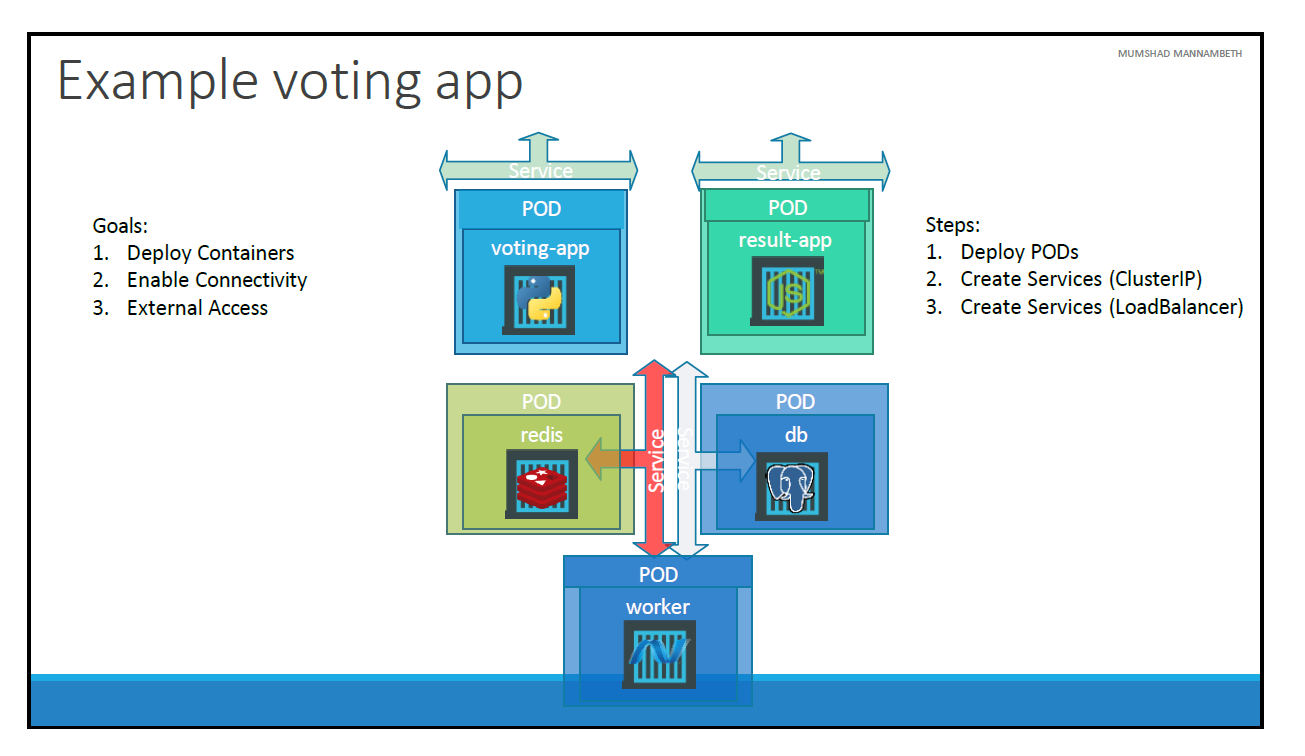 MUMSHAD MANNAMBETH
Example voting app
Service
Service
POD
POD
voting-app
result-app
JS
TM
Goals:
1. Deploy Containers
2. Enable Connectivity
3. External Access
Steps:
1. Deploy PODs
2. Create Services (ClusterIP)
3. Create Services (LoadBalancer)
POD
POD
redis
db
Service
Service
POD
worker